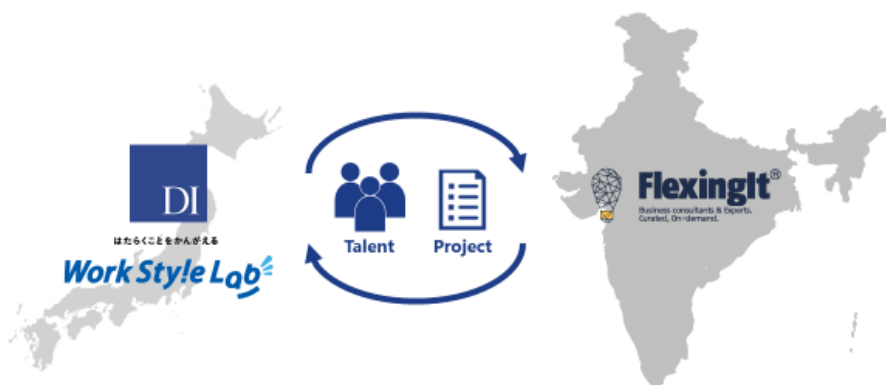 DI
はたらくことをかんがえる
Work Style Lab
Talent
Project
FlexingIt®
Business consultants & Experts.
Curated, On-demand.